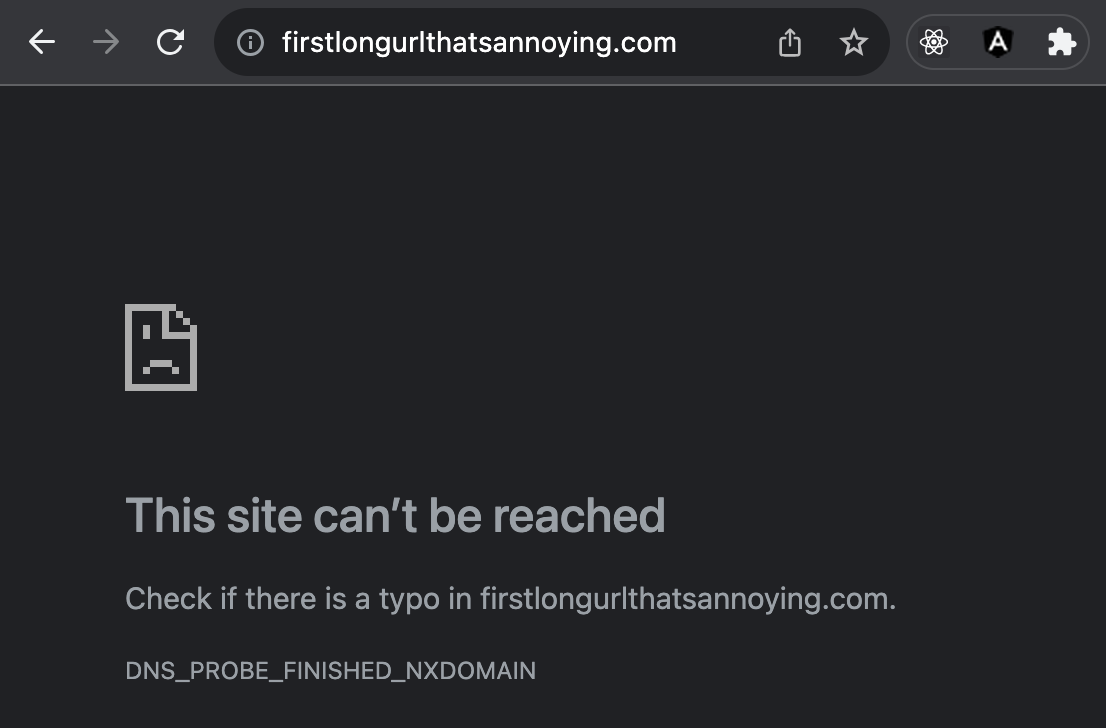 firstlongurlthatsannoying.com
This site can’t be reached
Check if there is a typo in firstlongurlthatsannoying.com.
DNS_PROBE_FINISHED_NXDOMAIN